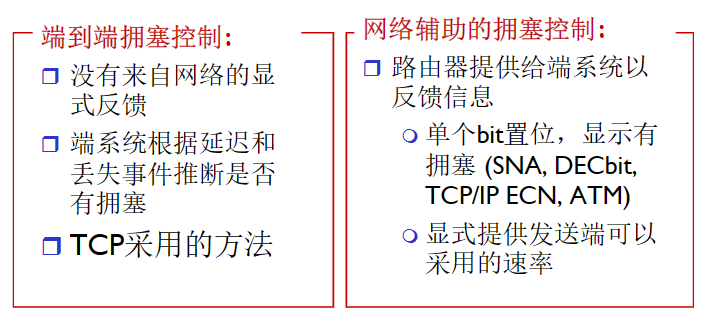 端到端拥塞控制:
没有来自网络的显
式反馈
端系统根据延迟和
丢失事件推断是否
有拥塞
TCP采用的方法
网络辅助的拥塞控制:
路由器提供给端系统以
反馈信息
单个bit置位，显示有
拥塞 (SNA, DECbit,
TCP/IP ECN, ATM)
显式提供发送端可以
采用的速率